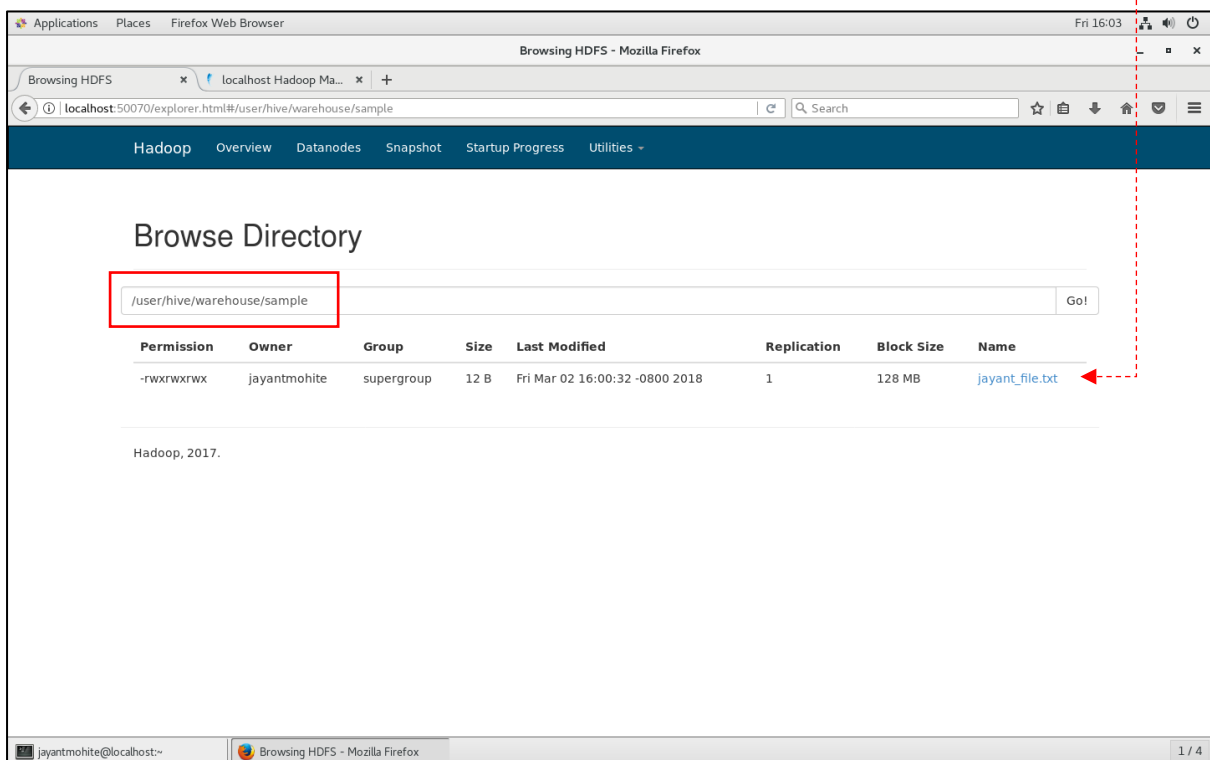 Applications Places Firefox Web Browser Fri 16:03
Browsing HDFS - Mozilla Firefox
Browsing HDFS localhost Hadoop Ma...
localhost:50070/explorer.html#/user/hive/warehouse/sample Search
Hadoop Overview Datanodes Snapshot Startup Progress Utilities
Browse Directory
/user/hive/warehouse/sample Go!
Permission Owner Group Size Last Modified Replication Block Size Name
-rwxrwxrwx jayantmohite supergroup 12 B Fri Mar 02 16:00:32 -0800 2018 1 128 MB jayant_file.txt
Hadoop, 2017.
jayantmohite@localhost:~ Browsing HDFS - Mozilla Firefox 1 / 4